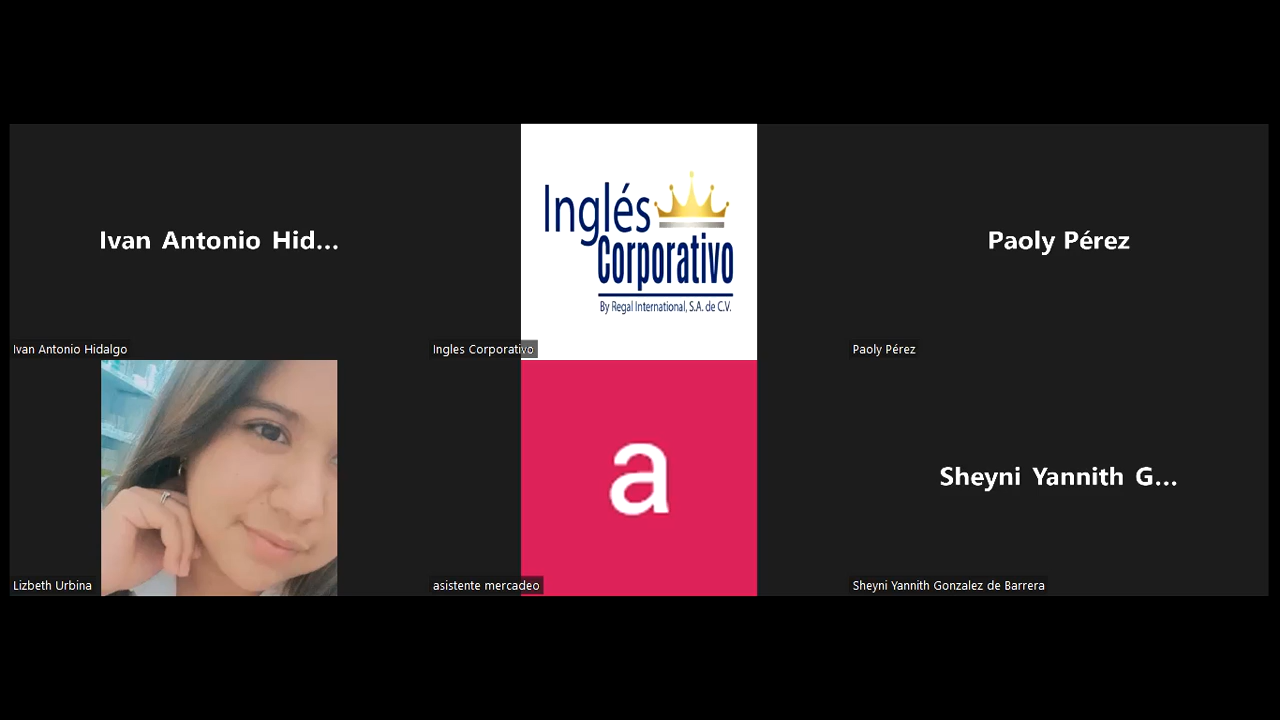 Ivan Antonio Hid...
Inglés
Corporativo
By Regal International, S.A. de C.V.
Paoly Pérez
Ivan Antonio Hidalgo
Ingles Corporativo
Paoly Pérez
a
Sheyni Yannith G...
Lizbeth Urbina
asistente mercadeo
Sheyni Yannith Gonzalez de Barrera